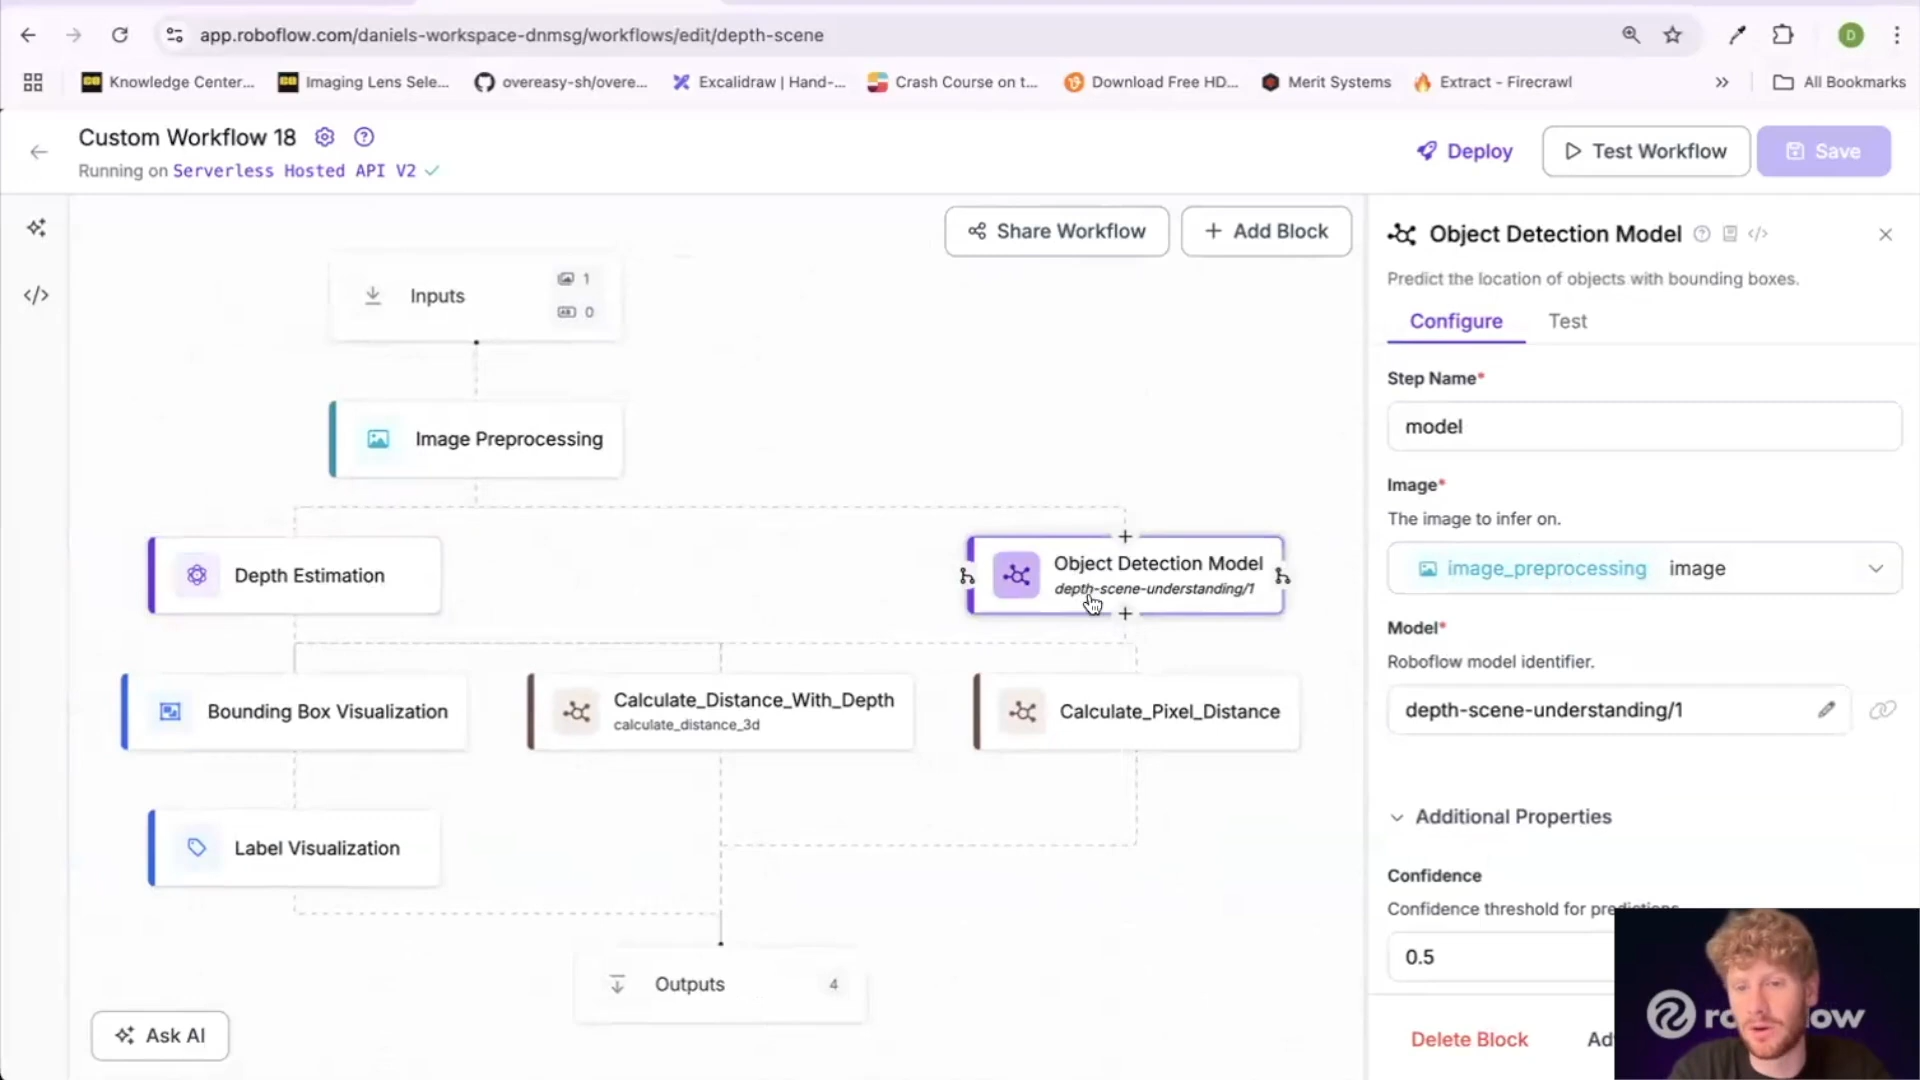 app.roboflow.com/daniels-workspace-dnmsg/workflows/edit/depth-scene
D
Knowledge Center...
Imaging Lens Sele...
overeasy-sh/overe...
Excalidraw | Hand-...
Crash Course on t...
Download Free HD...
Merit Systems
Extract - Firecrawl
All Bookmarks
Custom Workflow 18
Running on Serverless Hosted API V2
Deploy
Test Workflow
Save
Share Workflow
Add Block
Inputs
1
0
Image Preprocessing
Depth Estimation
Object Detection Model
depth-scene-understanding/1
Bounding Box Visualization
Calculate_Distance_With_Depth
calculate_distance_3d
Calculate_Pixel_Distance
Label Visualization
Outputs
4
Ask AI
Object Detection Model
Predict the location of objects with bounding boxes.
Configure
Test
Step Name*
model
Image*
The image to infer on.
image_preprocessing image
Model*
Roboflow model identifier.
depth-scene-understanding/1
Additional Properties
Confidence
Confidence threshold for predictions.
0.5
Delete Block